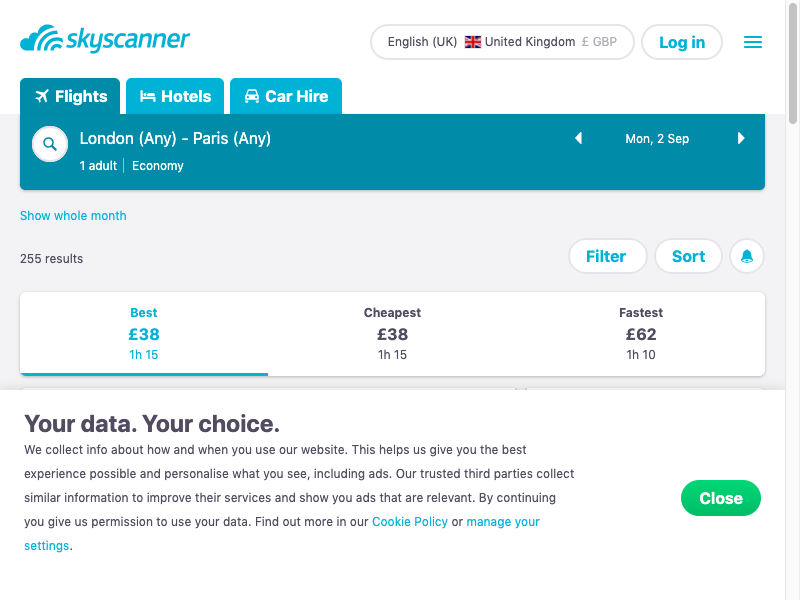 skyscanner
English (UK) United Kingdom £ GBP
Log in
Flights
Hotels
Car Hire
London (Any) - Paris (Any)
1 adult Economy
Mon, 2 Sep
Show whole month
255 results
Filter
Sort
Best
£38
1h 15
Cheapest
£38
1h 15
Fastest
£62
1h 10
Your data. Your choice.
We collect info about how and when you use our website. This helps us give you the best
experience possible and personalise what you see, including ads. Our trusted third parties collect
similar information to improve their services and show you ads that are relevant. By continuing
you give us permission to use your data. Find out more in our Cookie Policy or manage your
settings.
Close